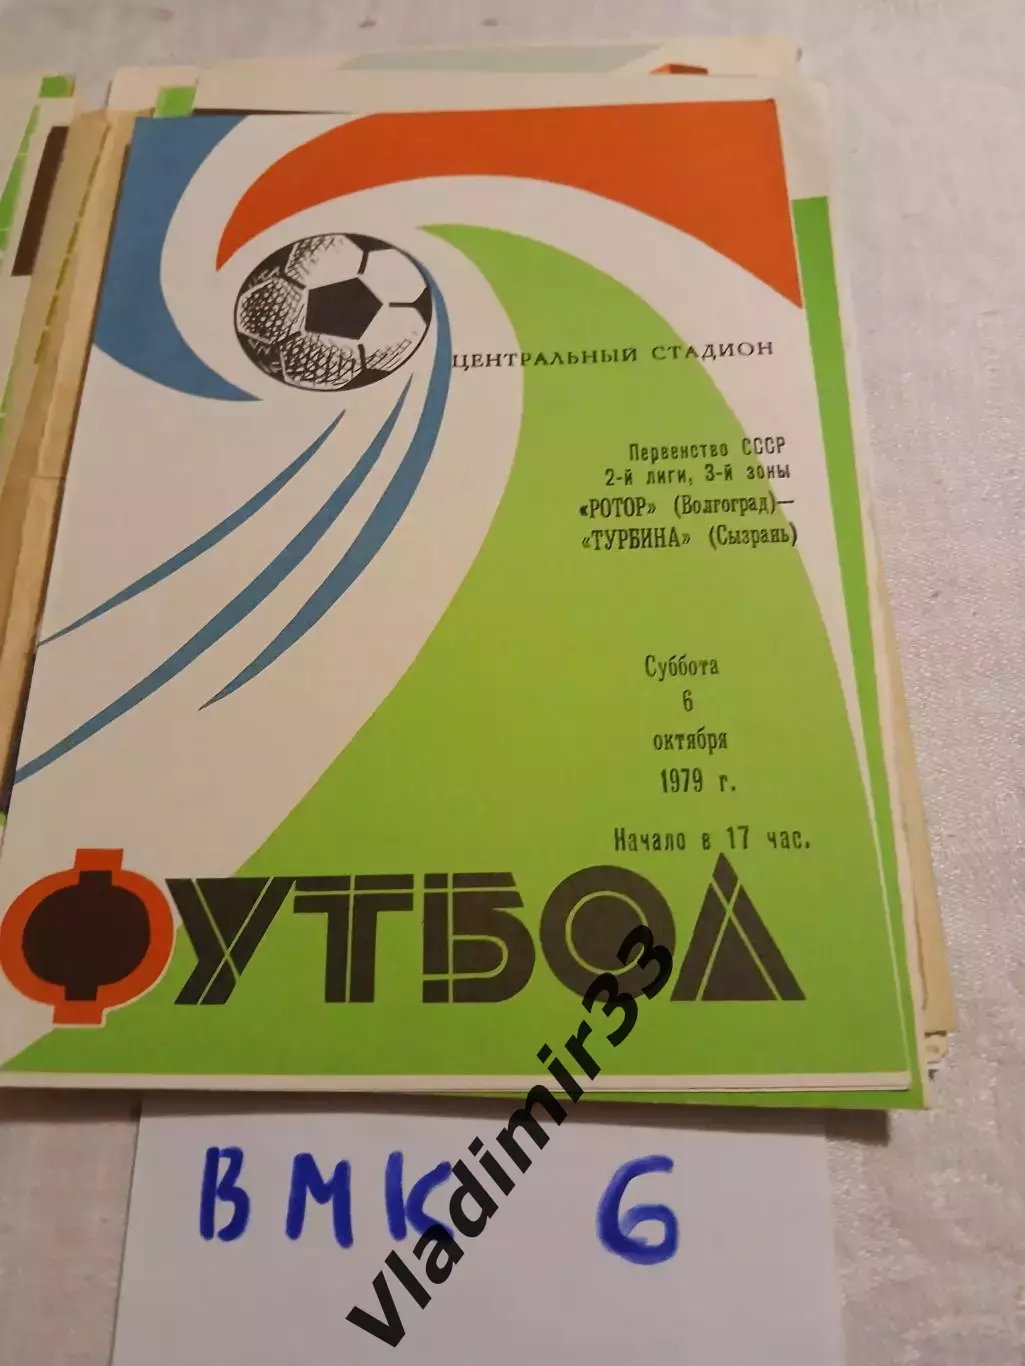 ЦЕНТРАЛЬНЫЙ СТАДИОН
Первенство СССР
2-й лиги, 3-й зоны
«РОТОР» (Волгоград)—
«ТУРБИНА» (Сызрань)
Суббота
6
октября
1979 г.
Начало в 17 час.
ФУТБОЛ
ВМК 6
Vladimir33